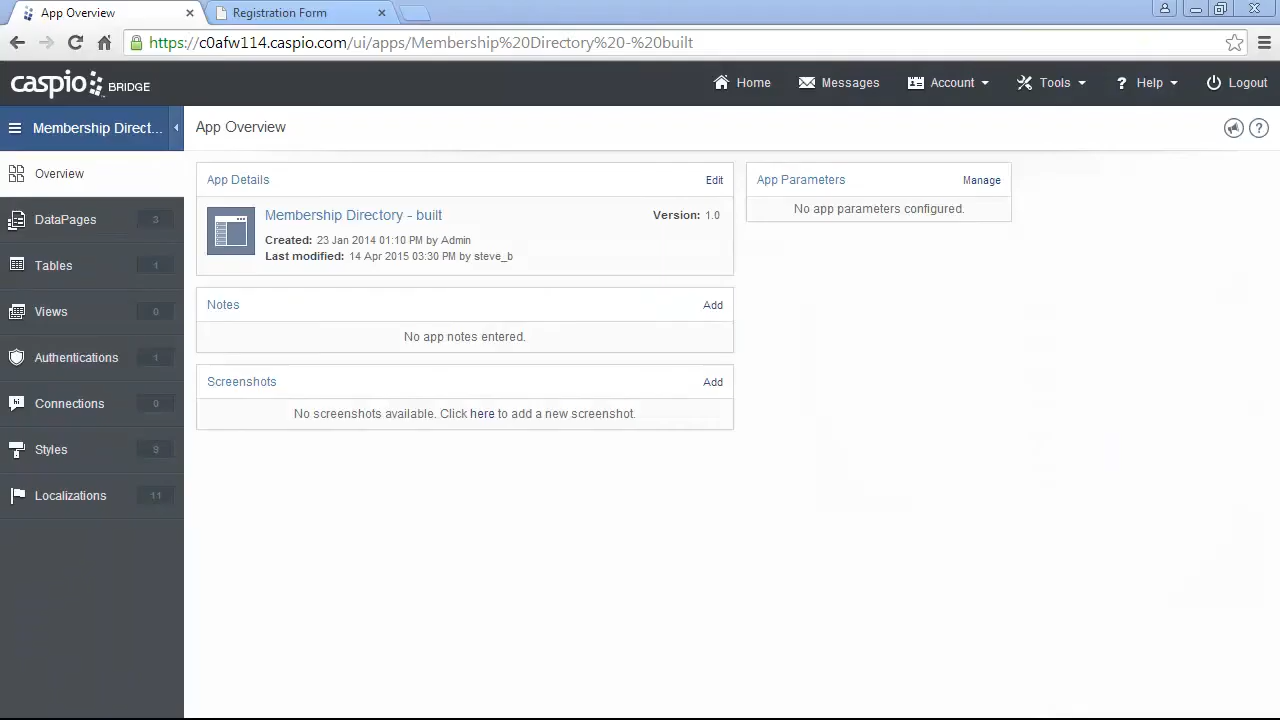 App Overview
Registration Form
https://c0afw114.caspio.com/ui/apps/Membership%20Directory%20-%20built
caspio BRIDGE
Home
Messages
Account
Tools
? Help
Logout
Membership Direct...
App Overview
?
Overview
DataPages 3
Tables 1
Views 0
Authentications 1
Connections 0
Styles 9
Localizations 11
App Details
Edit
Membership Directory - built
Version: 1.0
Created: 23 Jan 2014 01:10 PM by Admin
Last modified: 14 Apr 2015 03:30 PM by steve_b
App Parameters
Manage
No app parameters configured.
Notes
Add
No app notes entered.
Screenshots
Add
No screenshots available. Click here to add a new screenshot.